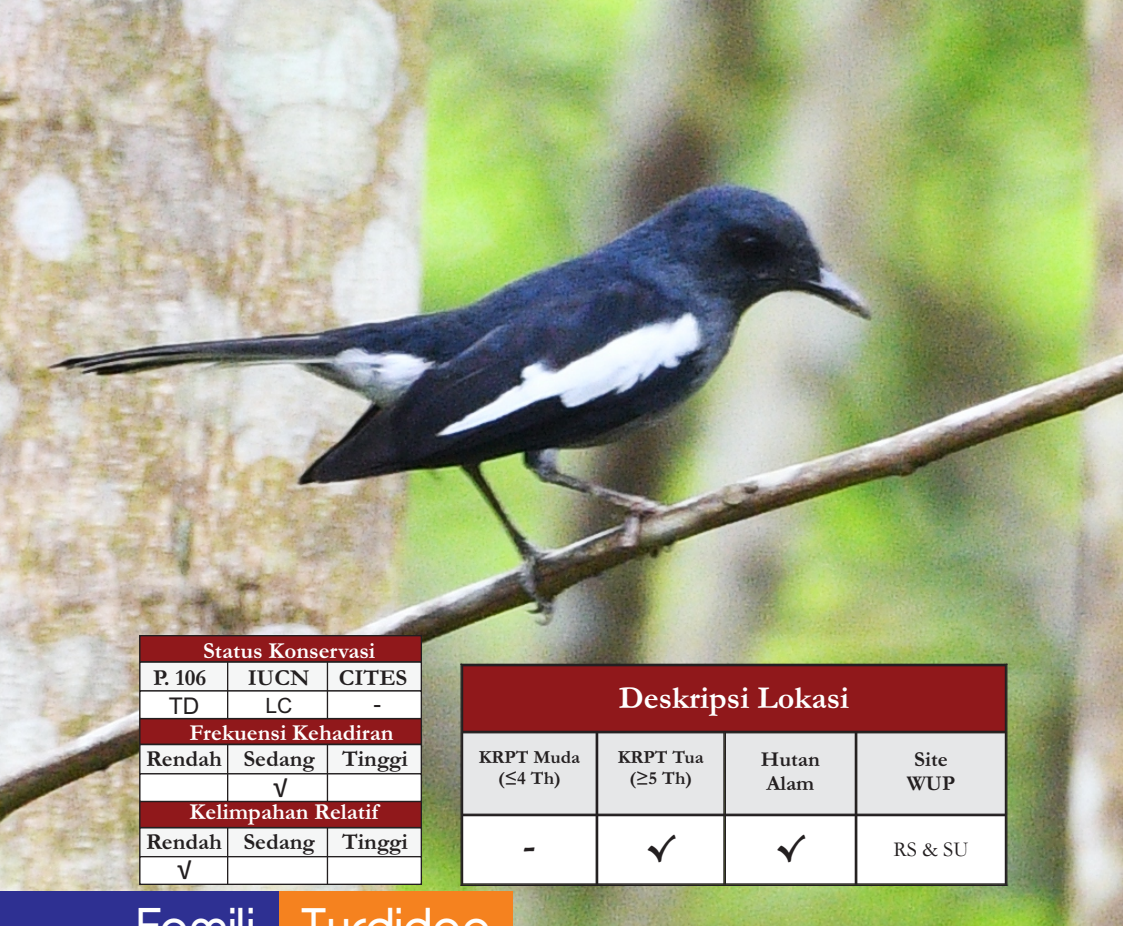 Status Konservasi
P. 106 IUCN CITES
TD LC -
Frekuensi Kehadiran
Rendah Sedang Tinggi
√
Kelimpahan Relatif
Rendah Sedang Tinggi
√
Deskripsi Lokasi
KRPT Muda (≤4 Th) KRPT Tua (≥5 Th) Hutan Alam Site WUP
- ✓ ✓ RS & SU
Famili Turdidae